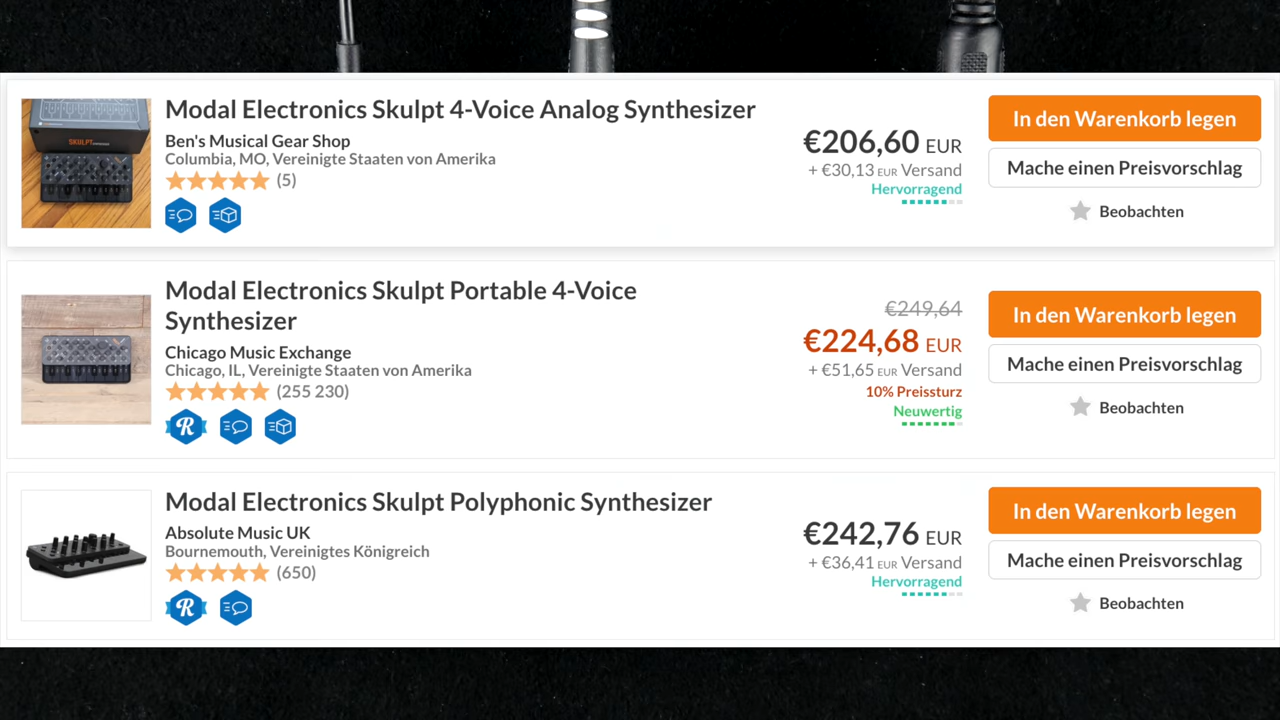 Modal Electronics Skulpt 4-Voice Analog Synthesizer
Ben's Musical Gear Shop
Columbia, MO, Vereinigte Staaten von Amerika
(5)
€206,60 EUR
+ €30,13 EUR Versand
Hervorragend
In den Warenkorb legen
Mache einen Preisvorschlag
Beobachten
SKULPT
Modal Electronics Skulpt Portable 4-Voice
Synthesizer
Chicago Music Exchange
Chicago, IL, Vereinigte Staaten von Amerika
(255 230)
R
€249,64
€224,68 EUR
+ €51,65 EUR Versand
10% Preissturz
Neuwertig
In den Warenkorb legen
Mache einen Preisvorschlag
Beobachten
Modal Electronics Skulpt Polyphonic Synthesizer
Absolute Music UK
Bournemouth, Vereinigtes Königreich
(650)
R
€242,76 EUR
+ €36,41 EUR Versand
Hervorragend
In den Warenkorb legen
Mache einen Preisvorschlag
Beobachten